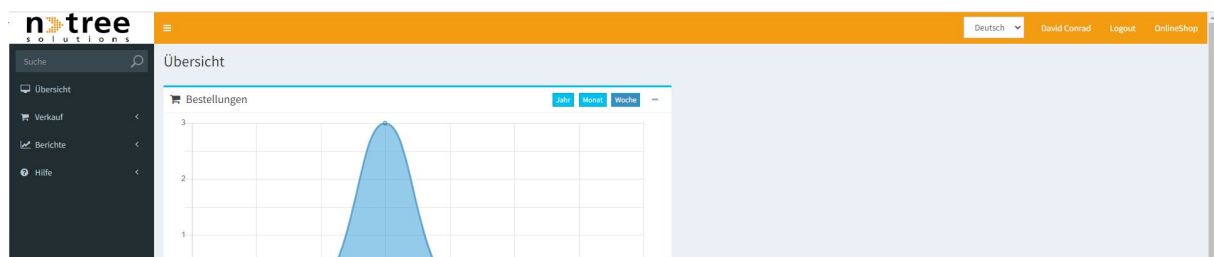 n tree
solutions
Deutsch
David Conrad
Logout
OnlineShop
Suche
Übersicht
Verkauf
Berichte
Hilfe
Übersicht
Bestellungen
Jahr
Monat
Woche
3
2
1